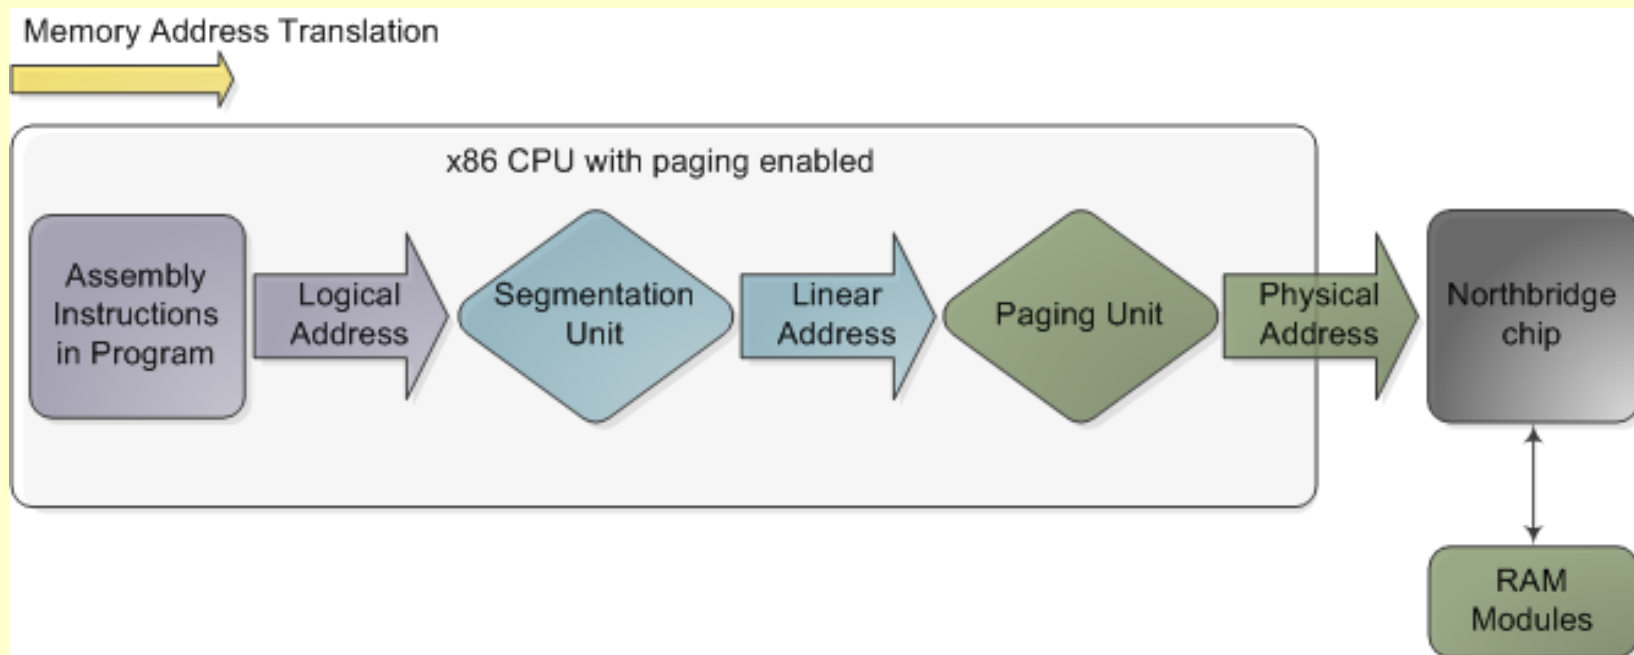 Memory Address Translation
x86 CPU with paging enabled
Assembly
Instructions
in Program
Logical
Address
Segmentation
Unit
Linear
Address
Paging Unit
Physical
Address
Northbridge
chip
RAM
Modules